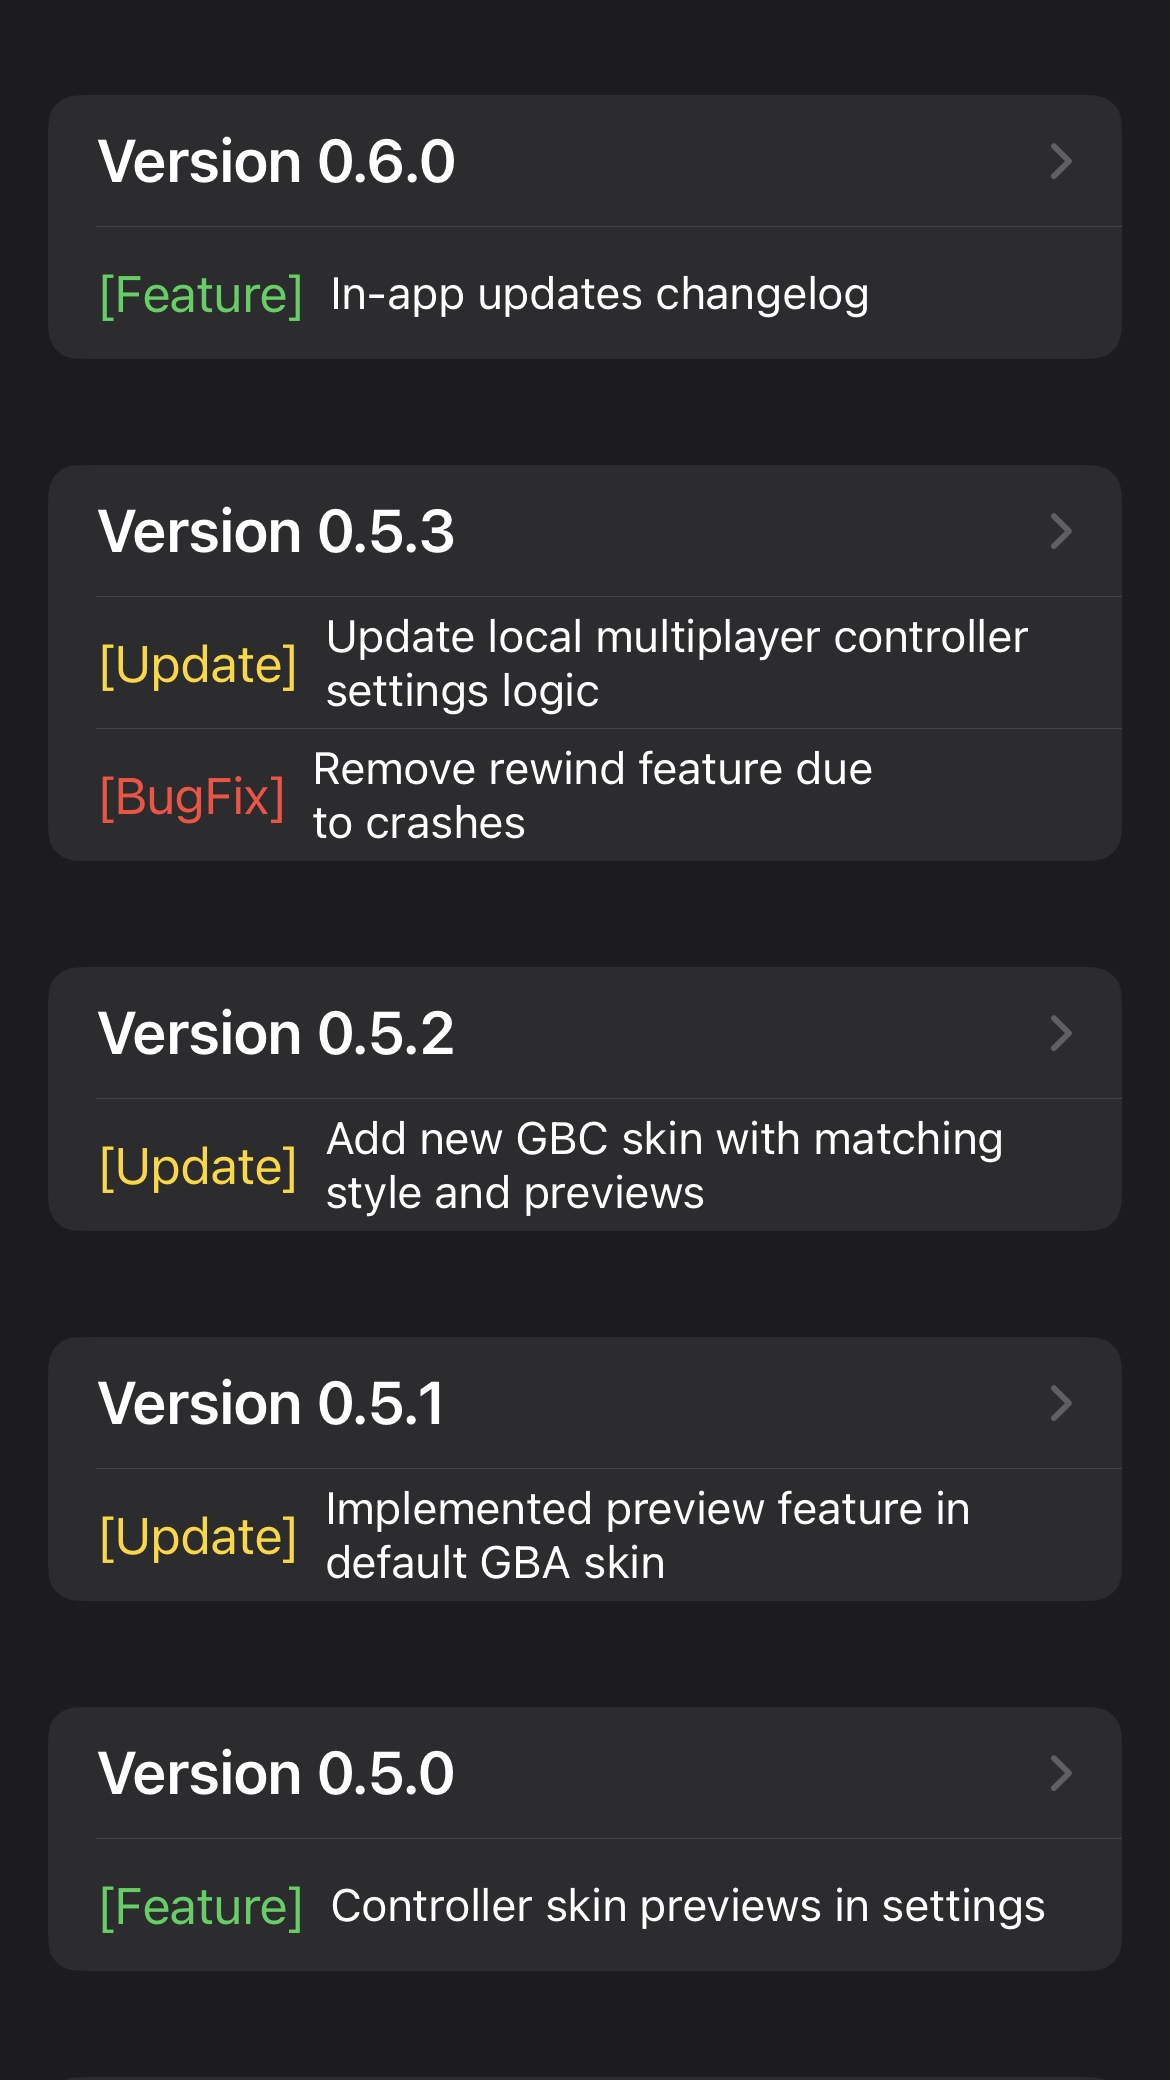 Version 0.6.0
[Feature] In-app updates changelog
Version 0.5.3
[Update] Update local multiplayer controller
settings logic
[BugFix] Remove rewind feature due
to crashes
Version 0.5.2
[Update] Add new GBC skin with matching
style and previews
Version 0.5.1
[Update] Implemented preview feature in
default GBA skin
Version 0.5.0
[Feature] Controller skin previews in settings